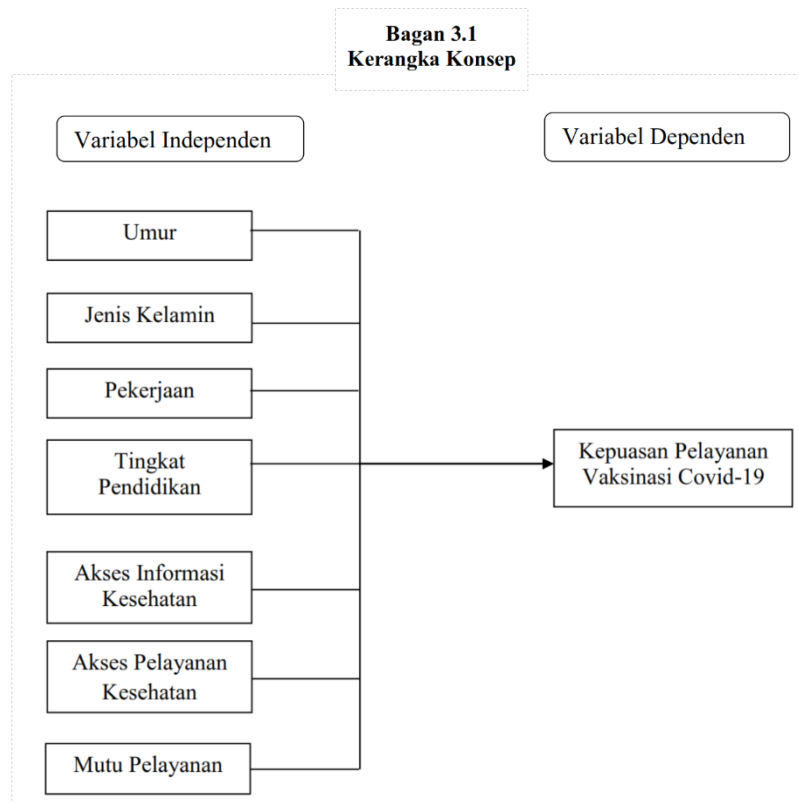 Bagan 3.1
Kerangka Konsep
Variabel Independen
Variabel Dependen
Umur
Jenis Kelamin
Pekerjaan
Tingkat
Pendidikan
Akses Informasi
Kesehatan
Akses Pelayanan
Kesehatan
Mutu Pelayanan
Kepuasan Pelayanan
Vaksinasi Covid-19